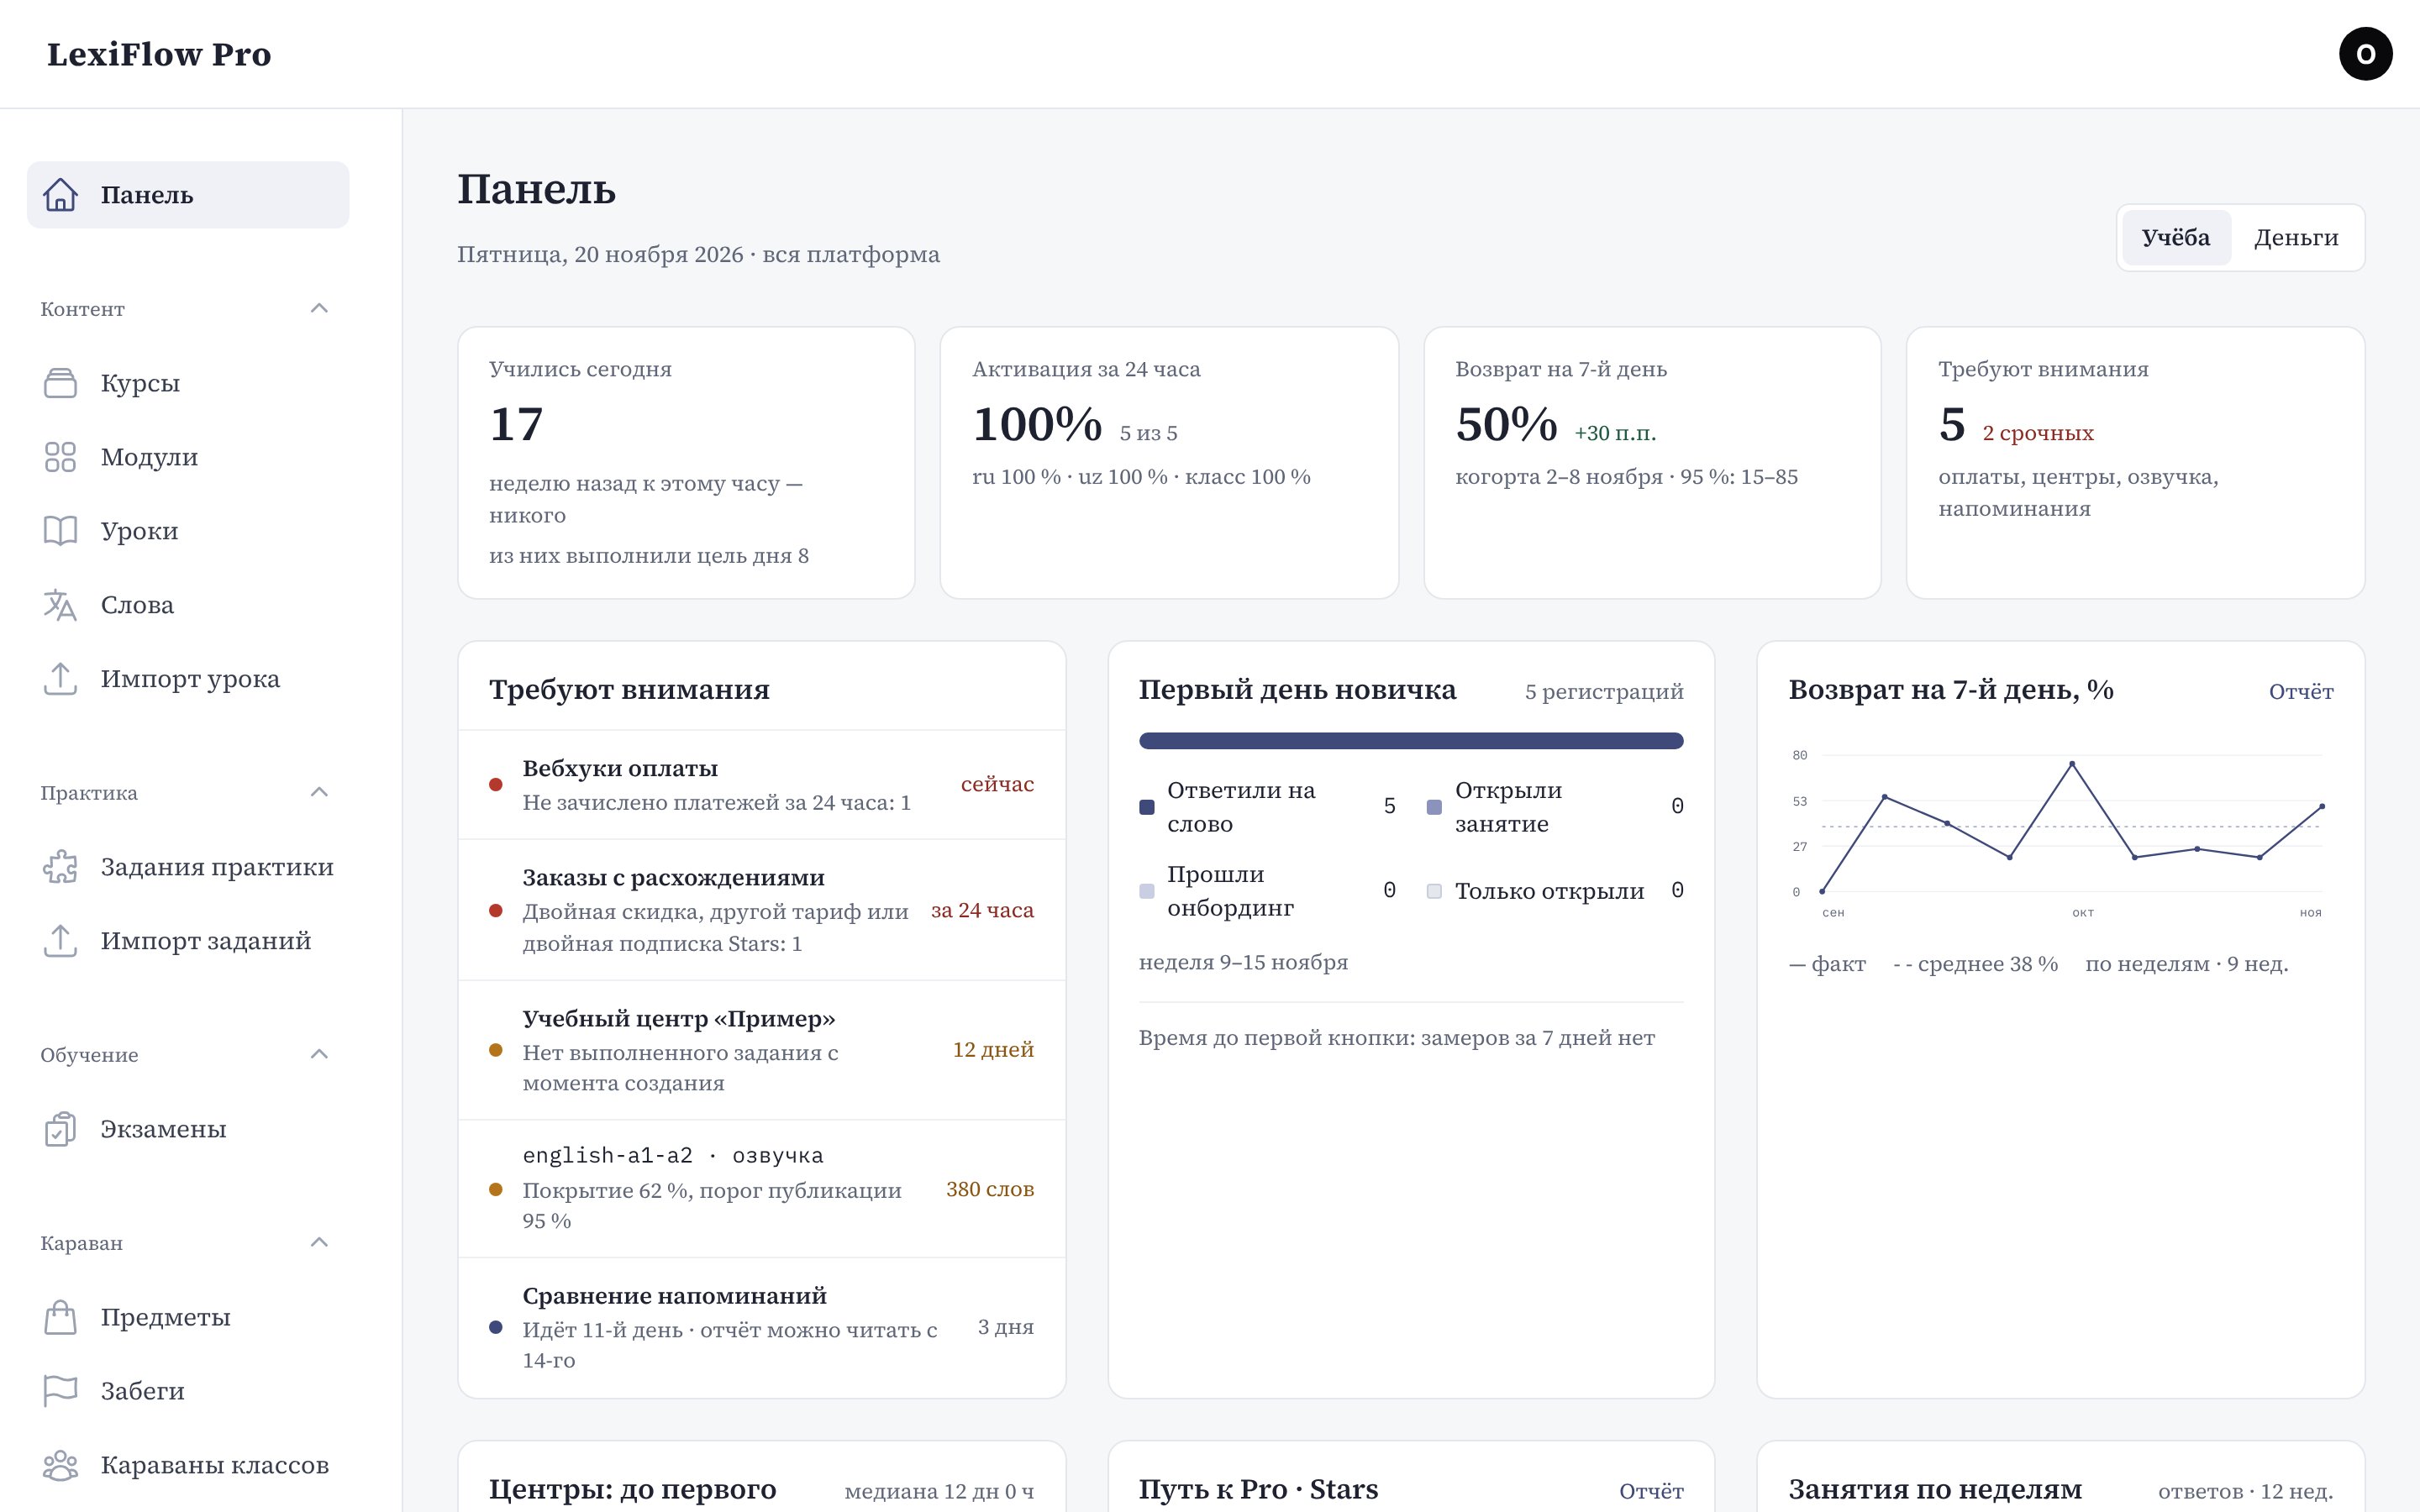 LexiFlow Pro
O
Панель
Контент
Курсы
Модули
Уроки
Слова
Импорт урока
Практика
Задания практики
Импорт заданий
Обучение
Экзамены
Караван
Предметы
Забеги
Караваны классов
Панель
Пятница, 20 ноября 2026 · вся платформа
Учёба
Деньги
Учились сегодня
17
неделю назад к этому часу —
никого
из них выполнили цель дня 8
Активация за 24 часа
100% 5 из 5
ru 100 % · uz 100 % · класс 100 %
Возврат на 7-й день
50% +30 п.п.
когорта 2–8 ноября · 95 %: 15–85
Требуют внимания
5 2 срочных
оплаты, центры, озвучка,
напоминания
Требуют внимания
Вебхуки оплаты
Не зачислено платежей за 24 часа: 1
сейчас
Заказы с расхождениями
Двойная скидка, другой тариф или
двойная подписка Stars: 1
за 24 часа
Учебный центр «Пример»
Нет выполненного задания с
момента создания
12 дней
english-a1-a2 · озвучка
Покрытие 62 %, порог публикации
95 %
380 слов
Сравнение напоминаний
Идёт 11-й день · отчёт можно читать с
14-го
3 дня
Первый день новичка
5 регистраций
Ответили на
слово
5
Открыли
занятие
0
Прошли
онбординг
0
Только открыли
0
неделя 9–15 ноября
Время до первой кнопки: замеров за 7 дней нет
Возврат на 7-й день, %
Отчёт
80
53
27
0
сен
окт
ноя
— факт
- - среднее 38 %
по неделям · 9 нед.
Центры: до первого
медиана 12 дн 0 ч
Путь к Pro · Stars
Отчёт
Занятия по неделям
ответов · 12 нед.